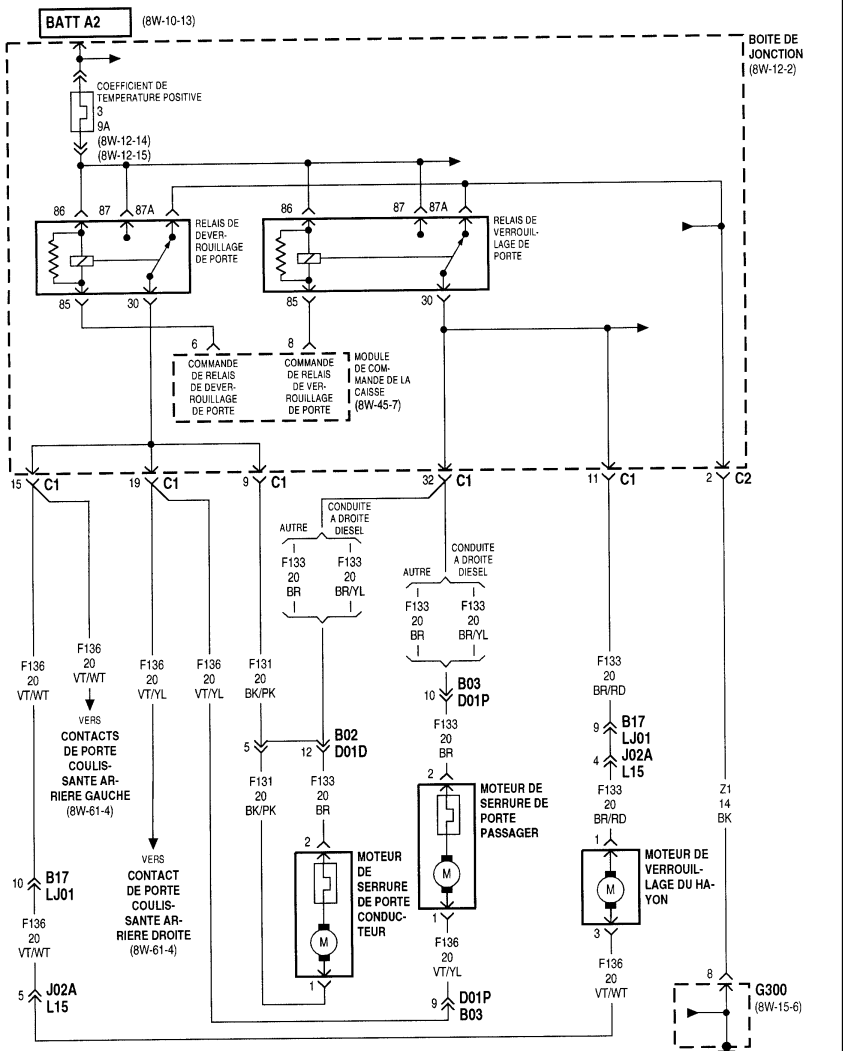 BATT A2
(8W-10-13)
BOITE DE
JONCTION
(8W-12-2)
COEFFICIENT DE
TEMPERATURE POSITIVE
3
9A
(8W-12-14)
(8W-12-15)
86
87
87A
RELAIS DE
DEVER-
ROUILLAGE
DE PORTE
86
87
87A
RELAIS DE
VERROUIL-
LAGE DE
PORTE
85
30
85
30
6
8
COMMANDE
DE RELAIS
DE DEVER-
ROUILLAGE
DE PORTE
COMMANDE
DE RELAIS
DE VER-
ROUILLAGE
DE PORTE
MODULE
DE COM-
MANDE DE LA
CAISSE
(8W-45-7)
15 C1
19 C1
9 C1
32 C1
11 C1
2 C2
AUTRE
CONDUITE
A DROITE
DIESEL
F133
20
BR
F133
20
BR/YL
AUTRE
CONDUITE
A DROITE
DIESEL
F133
20
BR
F133
20
BR/YL
F136
20
VT/WT
F136
20
VT/WT
F136
20
VT/YL
F136
20
VT/YL
F131
20
BK/PK
F133
20
BR/RD
VERS
CONTACTS
DE PORTE
COULIS-
SANTE AR-
RIERE GAUCHE
(8W-61-4)
10
B03
D01P
F133
20
BR
9
B17
LJ01
4
J02A
L15
5
12
B02
D01D
F131
20
BK/PK
F133
20
BR
2
MOTEUR DE
SERRURE DE
PORTE
PASSAGER
M
1
F133
20
BR/RD
Z1
14
BK
1
MOTEUR DE
VERROUIL-
LAGE DU HA-
YON
M
3
2
MOTEUR
DE
SERRURE
DE PORTE
CONDUC-
TEUR
M
1
VERS
CONTACT
DE PORTE
COULIS-
SANTE AR-
RIERE DROITE
(8W-61-4)
10
B17
LJ01
F136
20
VT/WT
5
J02A
L15
F136
20
VT/YL
9
D01P
B03
F136
20
VT/WT
8
G300
(8W-15-6)